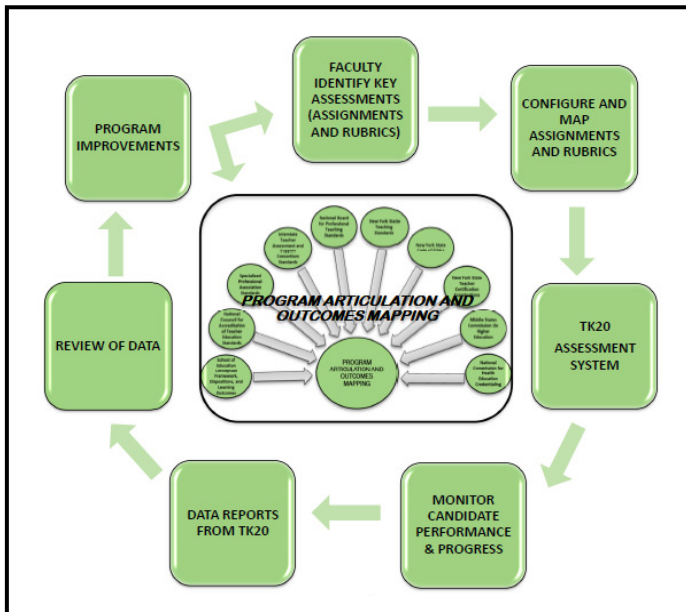 FACULTY
IDENTIFY KEY
ASSESSMENTS
(ASSIGNMENTS
AND RUBRICS)
CONFIGURE AND
MAP
ASSIGNMENTS
AND RUBRICS
TK20
ASSESSMENT
SYSTEM
MONITOR
CANDIDATE
PERFORMANCE
& PROGRESS
DATA REPORTS
FROM TK20
REVIEW OF DATA
PROGRAM
IMPROVEMENTS
PROGRAM ARTICULATION AND
OUTCOMES MAPPING
School of
Education
Framework,
Dispositions, and
Learning
Outcomes
National
Council for
Accreditation of
Teacher Education
Standards
Specialized
Professional
Association
Interstate
Teacher
Assessment and
Consortium
Standards
National Board
for Professional
Teaching
Standards
New York State
Teaching
Standards
New York State
New York State
Teacher
Certification
Middle States
Commission On
Higher
Education
National
Commission for
Health
Education
Credentialing
PROGRAM
ARTICULATION AND
OUTCOMES
MAPPING